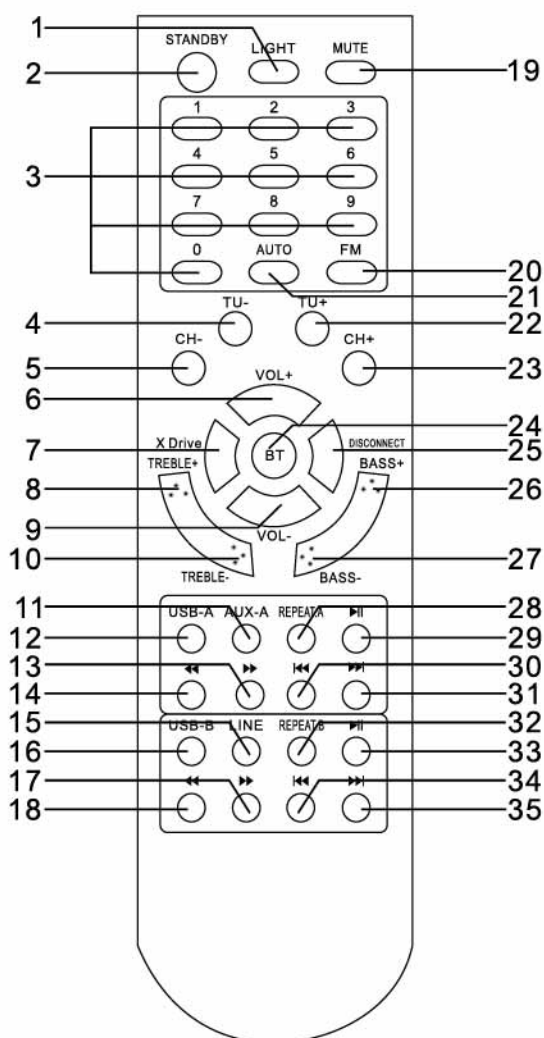 1
STANDBY LIGHT MUTE
2 19
1 2 3
4 5 6
3
7 8 9
0 AUTO FM
20
21
TU- TU+
4 22
CH- CH+
5 23
VOL+
6
24
7 X Drive BT DISCONNECT 25
TREBLE+ BASS+
8 26
9
VOL-
10 27
TREBLE- BASS-
11 28
USB-A AUX-A REPEATA
12 29
13 30
14 31
15 32
USB-B LINE REPEATB
16 33
17 34
18 35